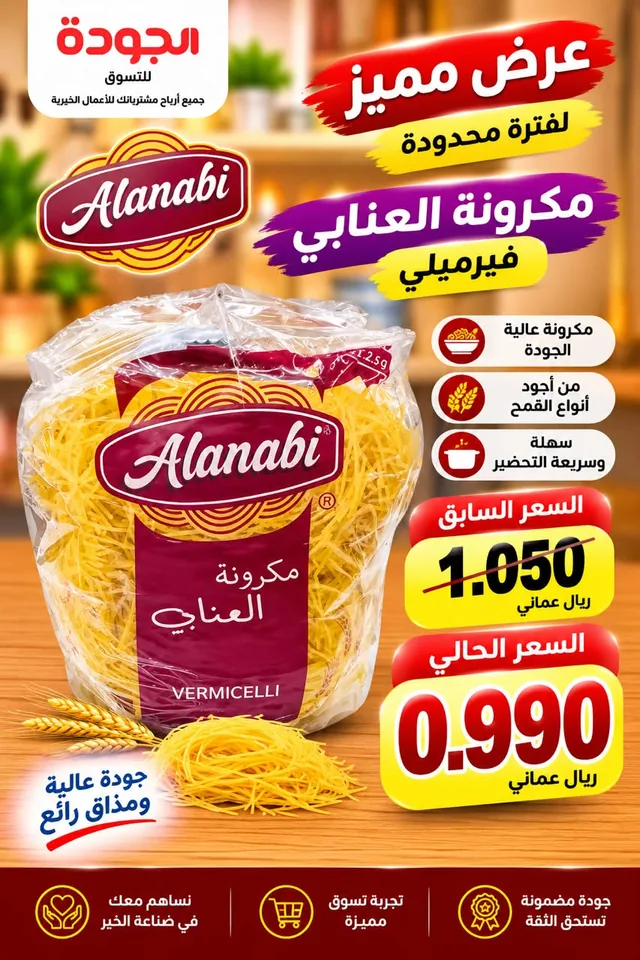 الجودة
للتسوق
جميع أرباح مشترياتك للأعمال الخيرية
عرض مميز
لفترة محدودة
Alanabi
مكرونة العنابي
فيرميلي
مكرونة عالية
الجودة
من أجود
أنواع القمح
سهلة
وسريعة التحضير
Alanabi
®
مكرونة
العنابي
VERMICELLI
السعر السابق
1.050
ريال عماني
السعر الحالي
0.990
ريال عماني
جودة عالية
ومذاق رائع
جودة مضمونة
تستحق الثقة
تجربة تسوق
مميزة
نساهم معك
في صناعة الخير